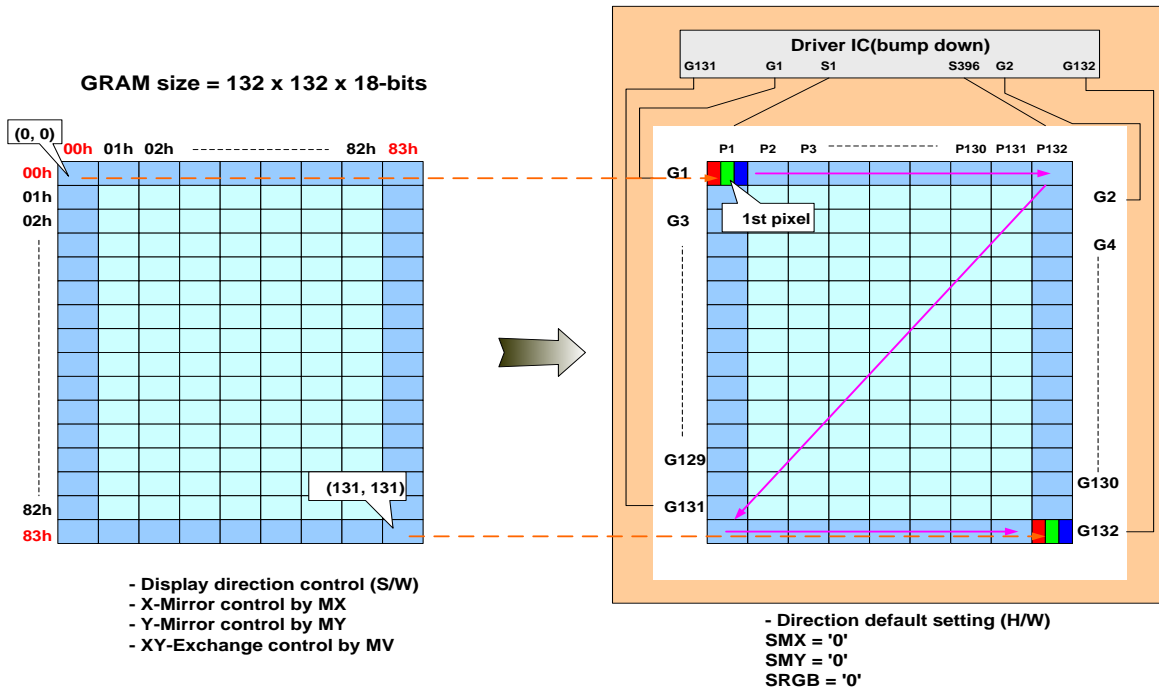 GRAM size = 132 x 132 x 18-bits
(0, 0)
00h 01h 02h 82h 83h
00h
01h
02h
82h
83h
(131, 131)
- Display direction control (S/W)
- X-Mirror control by MX
- Y-Mirror control by MY
- XY-Exchange control by MV
Driver IC(bump down)
G131 G1 S1 S396 G2 G132
P1 P2 P3 P130 P131 P132
G1
G3
G129
G131
1st pixel
G2
G4
G130
G132
- Direction default setting (H/W)
SMX = '0'
SMY = '0'
SRGB = '0'